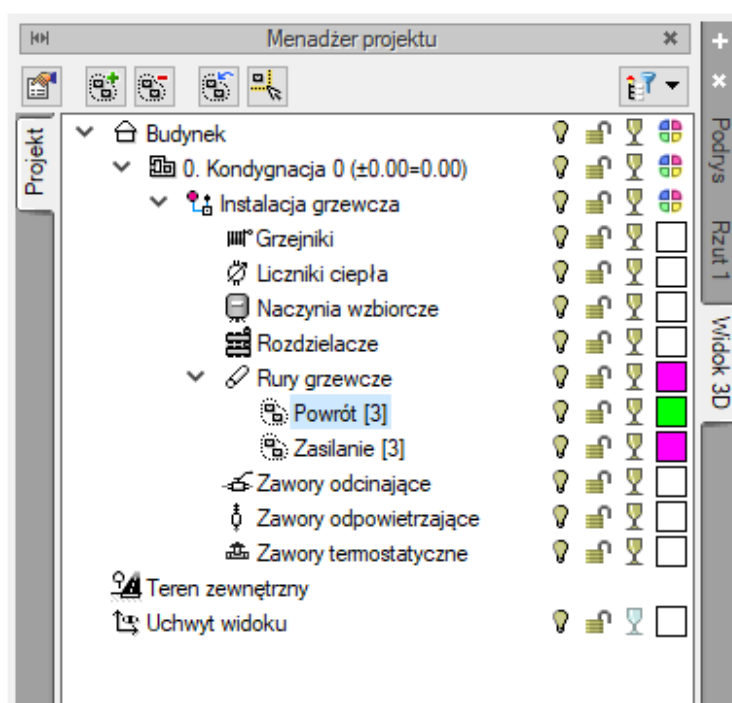 Menadżer projektu
Projekt
Budynek
0. Kondygnacja 0 (±0.00=0.00)
Instalacja grzewcza
Grzejniki
Liczniki ciepła
Naczynia wzbiorcze
Rozdzielacze
Rury grzewcze
Powrót [3]
Zasilanie [3]
Zawory odcinające
Zawory odpowietrzające
Zawory termostatyczne
Teren zewnętrzny
Uchwyt widoku
Podrys
Rzut 1
Widok 3D